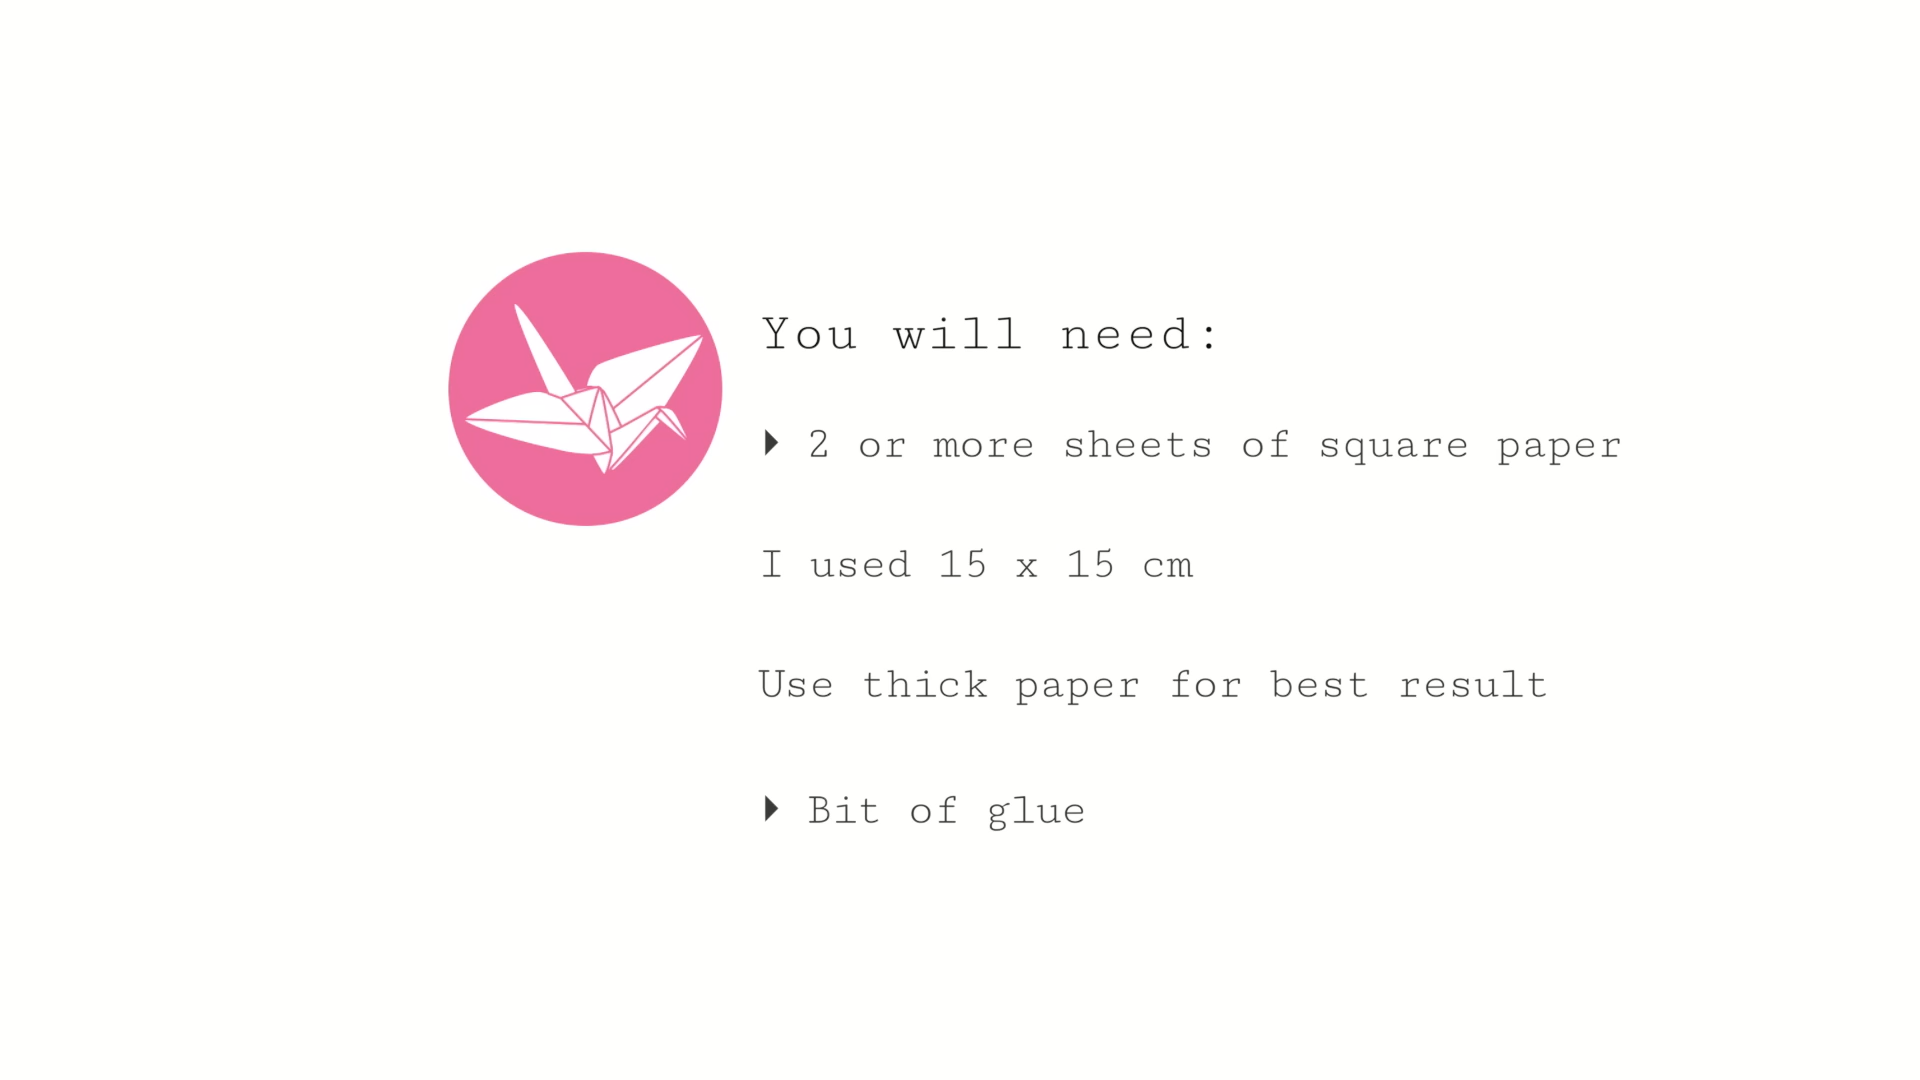 You will need:
▶ 2 or more sheets of square paper
I used 15 x 15 cm
Use thick paper for best result
▶ Bit of glue